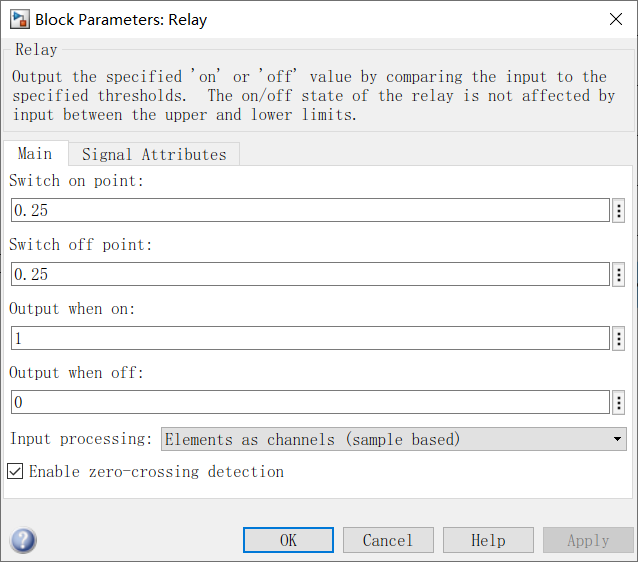 Block Parameters: Relay
Relay
Output the specified 'on' or 'off' value by comparing the input to the
specified thresholds.  The on/off state of the relay is not affected by
input between the upper and lower limits.
Main
Signal Attributes
Switch on point:
0.25
Switch off point:
0.25
Output when on:
1
Output when off:
0
Input processing: Elements as channels (sample based)
Enable zero-crossing detection
?
OK
Cancel
Help
Apply